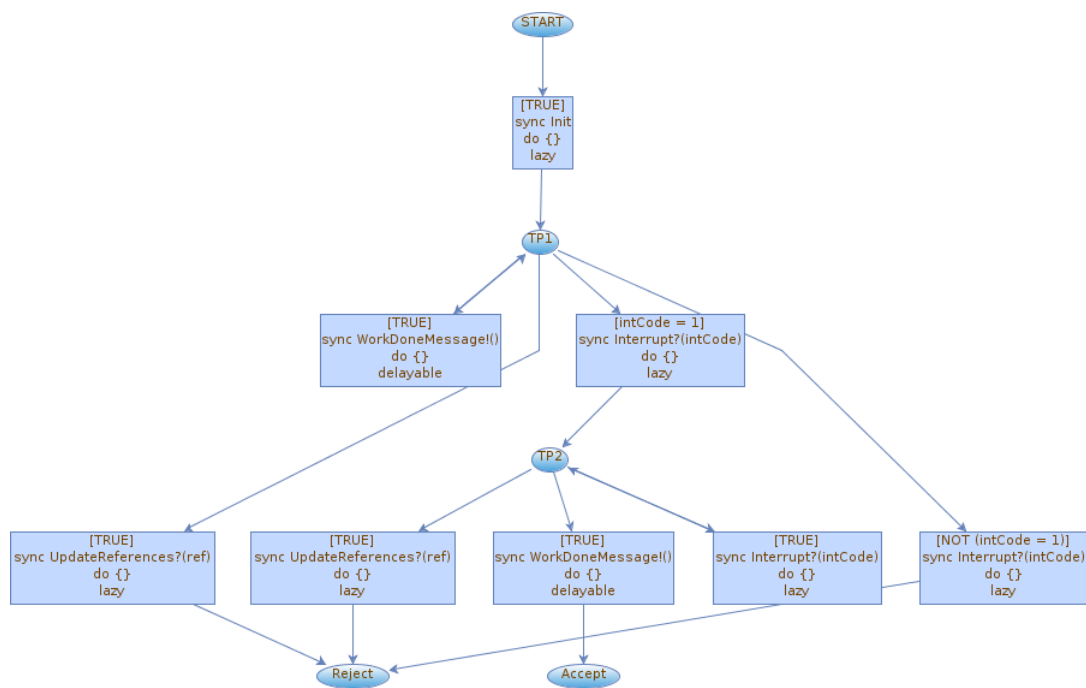 START
[TRUE]
sync Init
do {}
lazy
TP1
[TRUE]
sync WorkDoneMessage!()
do {}
delayable
[intCode = 1]
sync Interrupt?(intCode)
do {}
lazy
TP2
[TRUE]
sync UpdateReferences?(ref)
do {}
lazy
[TRUE]
sync UpdateReferences?(ref)
do {}
lazy
[TRUE]
sync WorkDoneMessage!()
do {}
delayable
[TRUE]
sync Interrupt?(intCode)
do {}
lazy
[NOT (intCode = 1)]
sync Interrupt?(intCode)
do {}
lazy
Reject
Accept